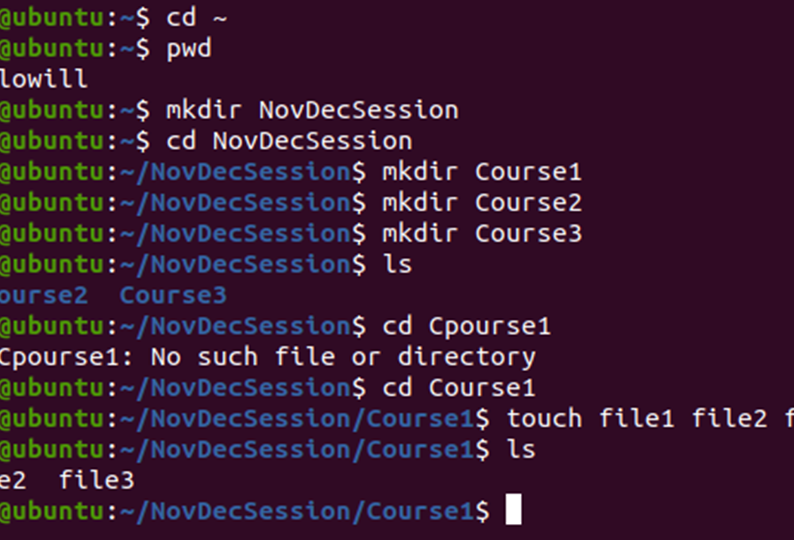 @ubuntu:~$ cd ~
@ubuntu:~$ pwd
lowill
@ubuntu:~$ mkdir NovDecSession
@ubuntu:~$ cd NovDecSession
@ubuntu:~/NovDecSession$ mkdir Course1
@ubuntu:~/NovDecSession$ mkdir Course2
@ubuntu:~/NovDecSession$ mkdir Course3
@ubuntu:~/NovDecSession$ ls
ourse2  Course3
@ubuntu:~/NovDecSession$ cd Cpourse1
Cpourse1: No such file or directory
@ubuntu:~/NovDecSession$ cd Course1
@ubuntu:~/NovDecSession/Course1$ touch file1 file2 f
@ubuntu:~/NovDecSession/Course1$ ls
e2  file3
@ubuntu:~/NovDecSession/Course1$